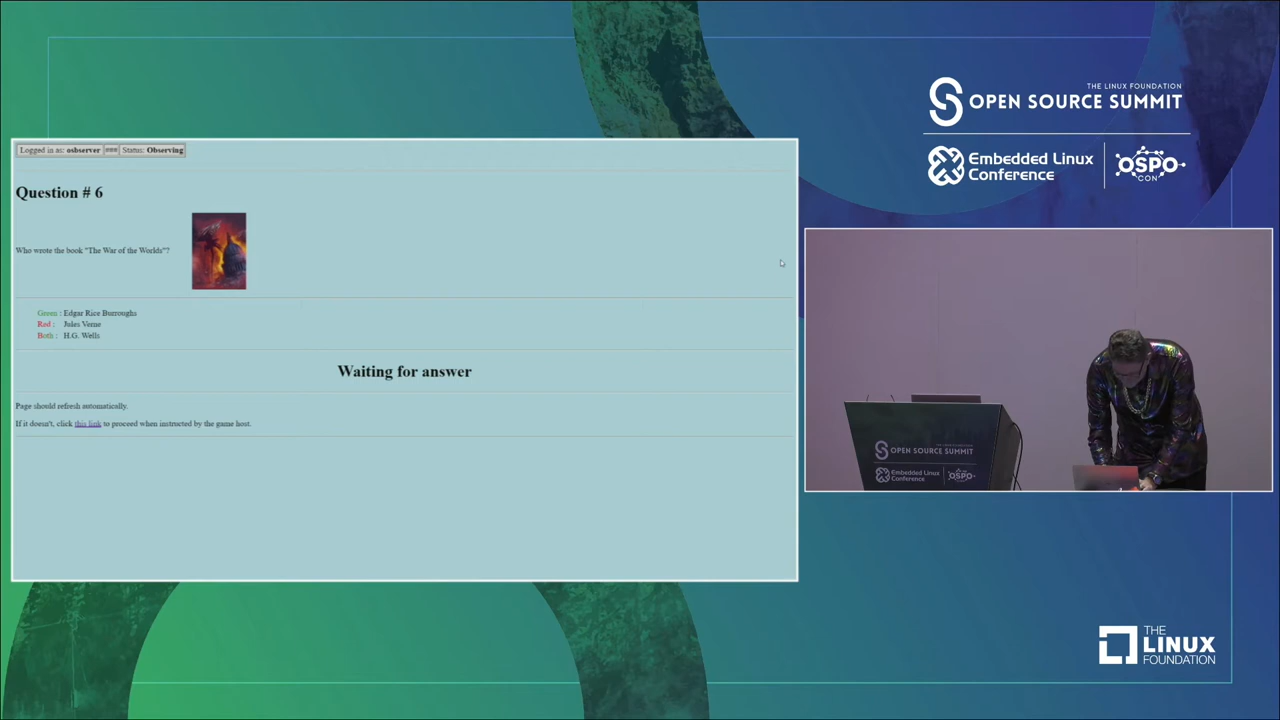 THE LINUX FOUNDATION
OPEN SOURCE SUMMIT
Embedded Linux
Conference
OSPO
CON
Logged in as: osbserver ### Status: Observing
Question # 6
Who wrote the book "The War of the Worlds"?
Green : Edgar Rice Burroughs
Red : Jules Verne
Both : H.G. Wells
Waiting for answer
Page should refresh automatically.
If it doesn't, click this link to proceed when instructed by the game host.
OPEN SOURCE SUMMIT
Embedded Linux
Conference
OSPO
CON
THE
LINUX
FOUNDATION